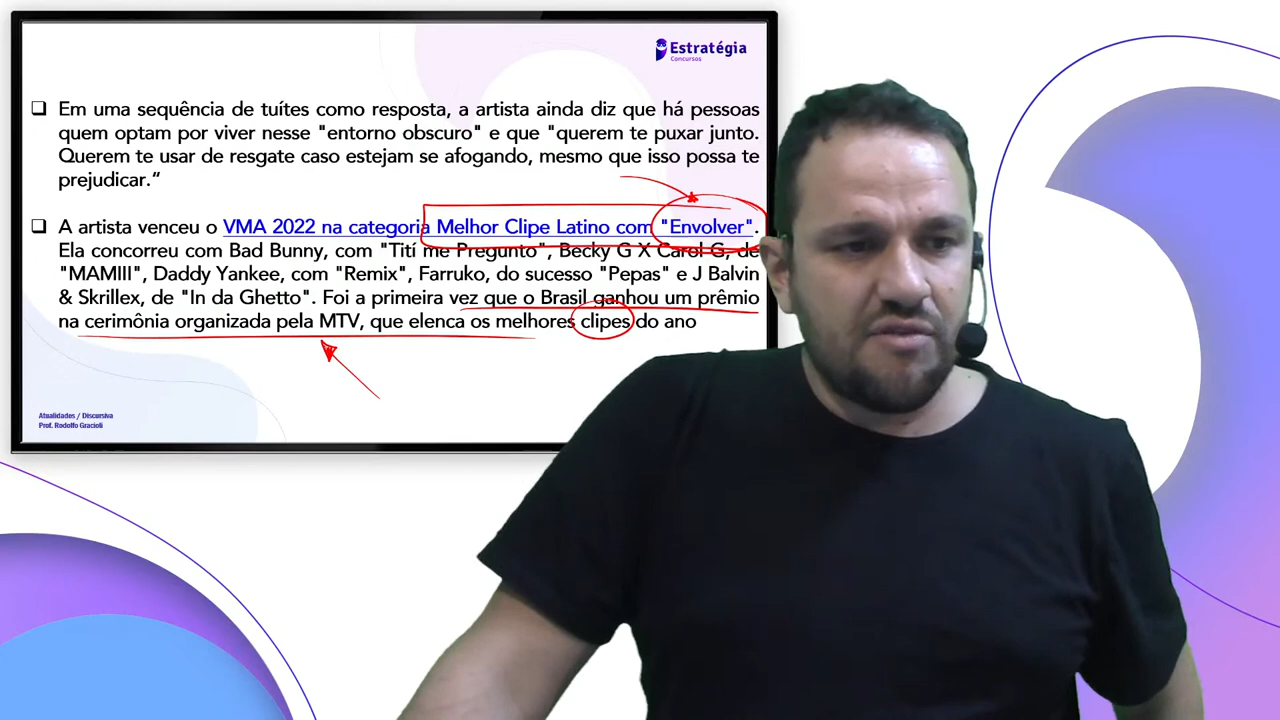 Estratégia
Concursos
❑ Em uma sequência de tuítes como resposta, a artista ainda diz que há pessoas
quem optam por viver nesse "entorno obscuro" e que "querem te puxar junto.
Querem te usar de resgate caso estejam se afogando, mesmo que isso possa te
prejudicar.“
❑ A artista venceu o VMA 2022 na categoria Melhor Clipe Latino com "Envolver".
Ela concorreu com Bad Bunny, com "Tití me Pregunto", Becky G X Carol G, de
"MAMIII", Daddy Yankee, com "Remix", Farruko, do sucesso "Pepas" e J Balvin
& Skrillex, de "In da Ghetto". Foi a primeira vez que o Brasil ganhou um prêmio
na cerimônia organizada pela MTV, que elenca os melhores clipes do ano
Atualidades / Discursiva
Prof. Rodolfo Gracioli